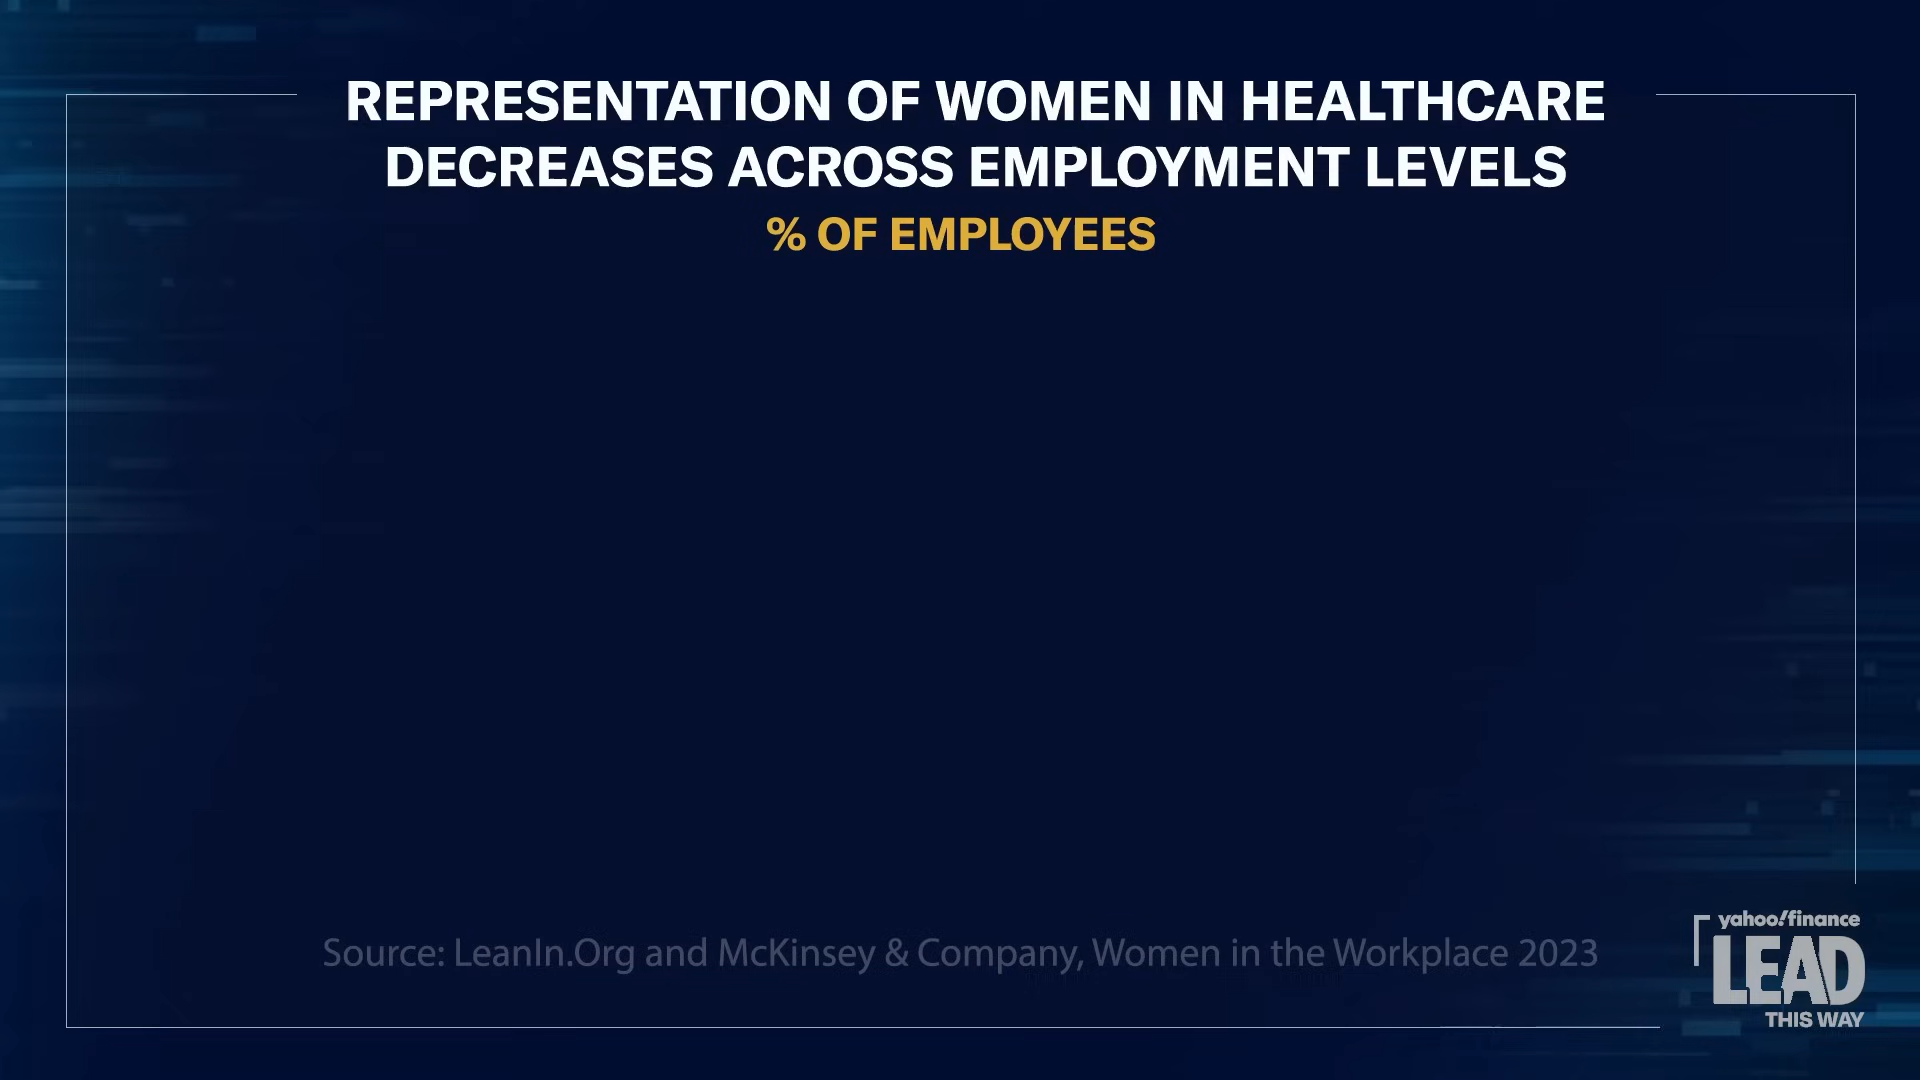 REPRESENTATION OF WOMEN IN HEALTHCARE
DECREASES ACROSS EMPLOYMENT LEVELS
% OF EMPLOYEES
Source: LeanIn.Org and McKinsey & Company, Women in the Workplace 2023
yahoo!finance
LEAD
THIS WAY